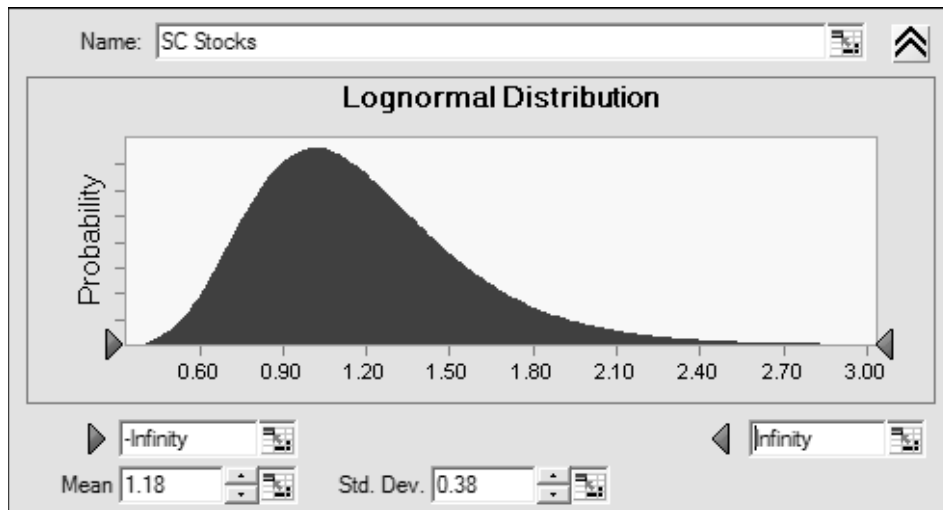 Name: SC Stocks
Lognormal Distribution
Probability
0.60 0.90 1.20 1.50 1.80 2.10 2.40 2.70 3.00
-Infinity Infinity
Mean 1.18 Std. Dev. 0.38